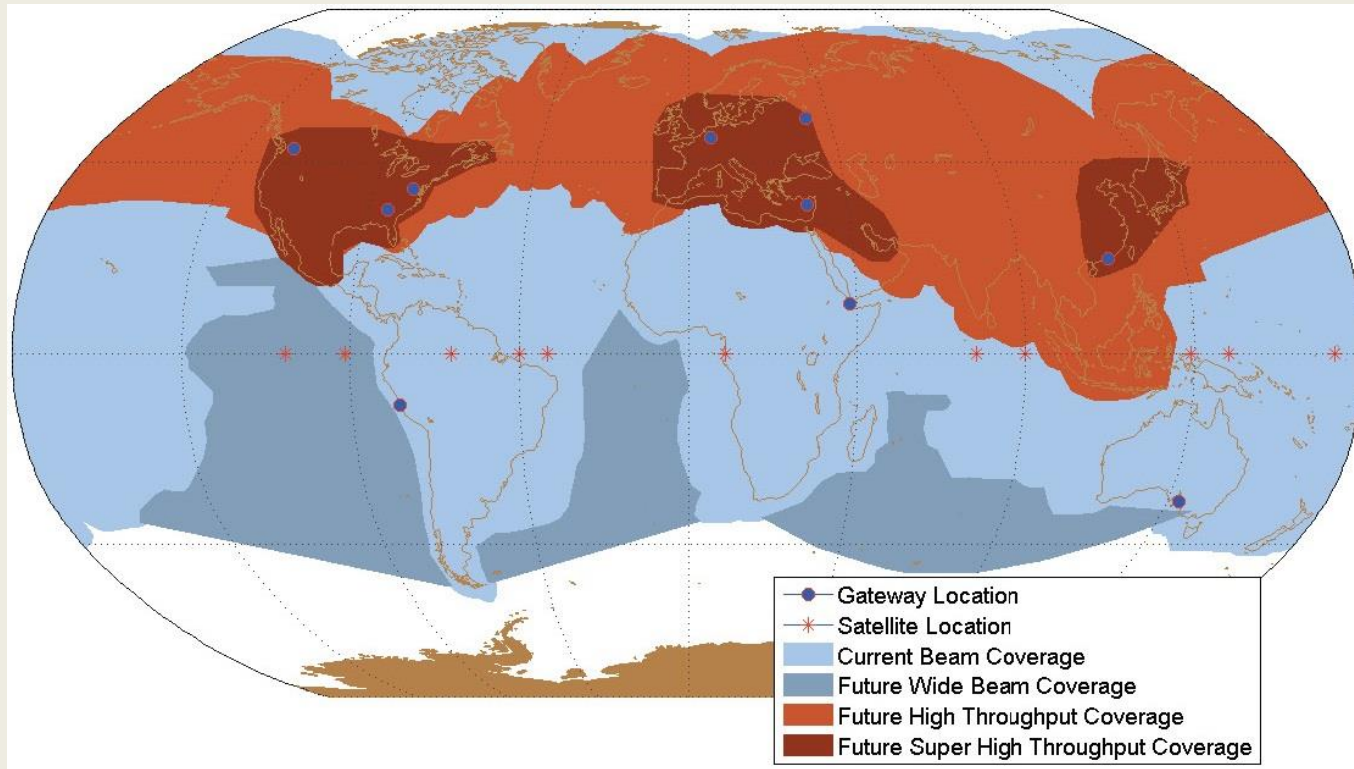 Gateway Location
Satellite Location
Current Beam Coverage
Future Wide Beam Coverage
Future High Throughput Coverage
Future Super High Throughput Coverage